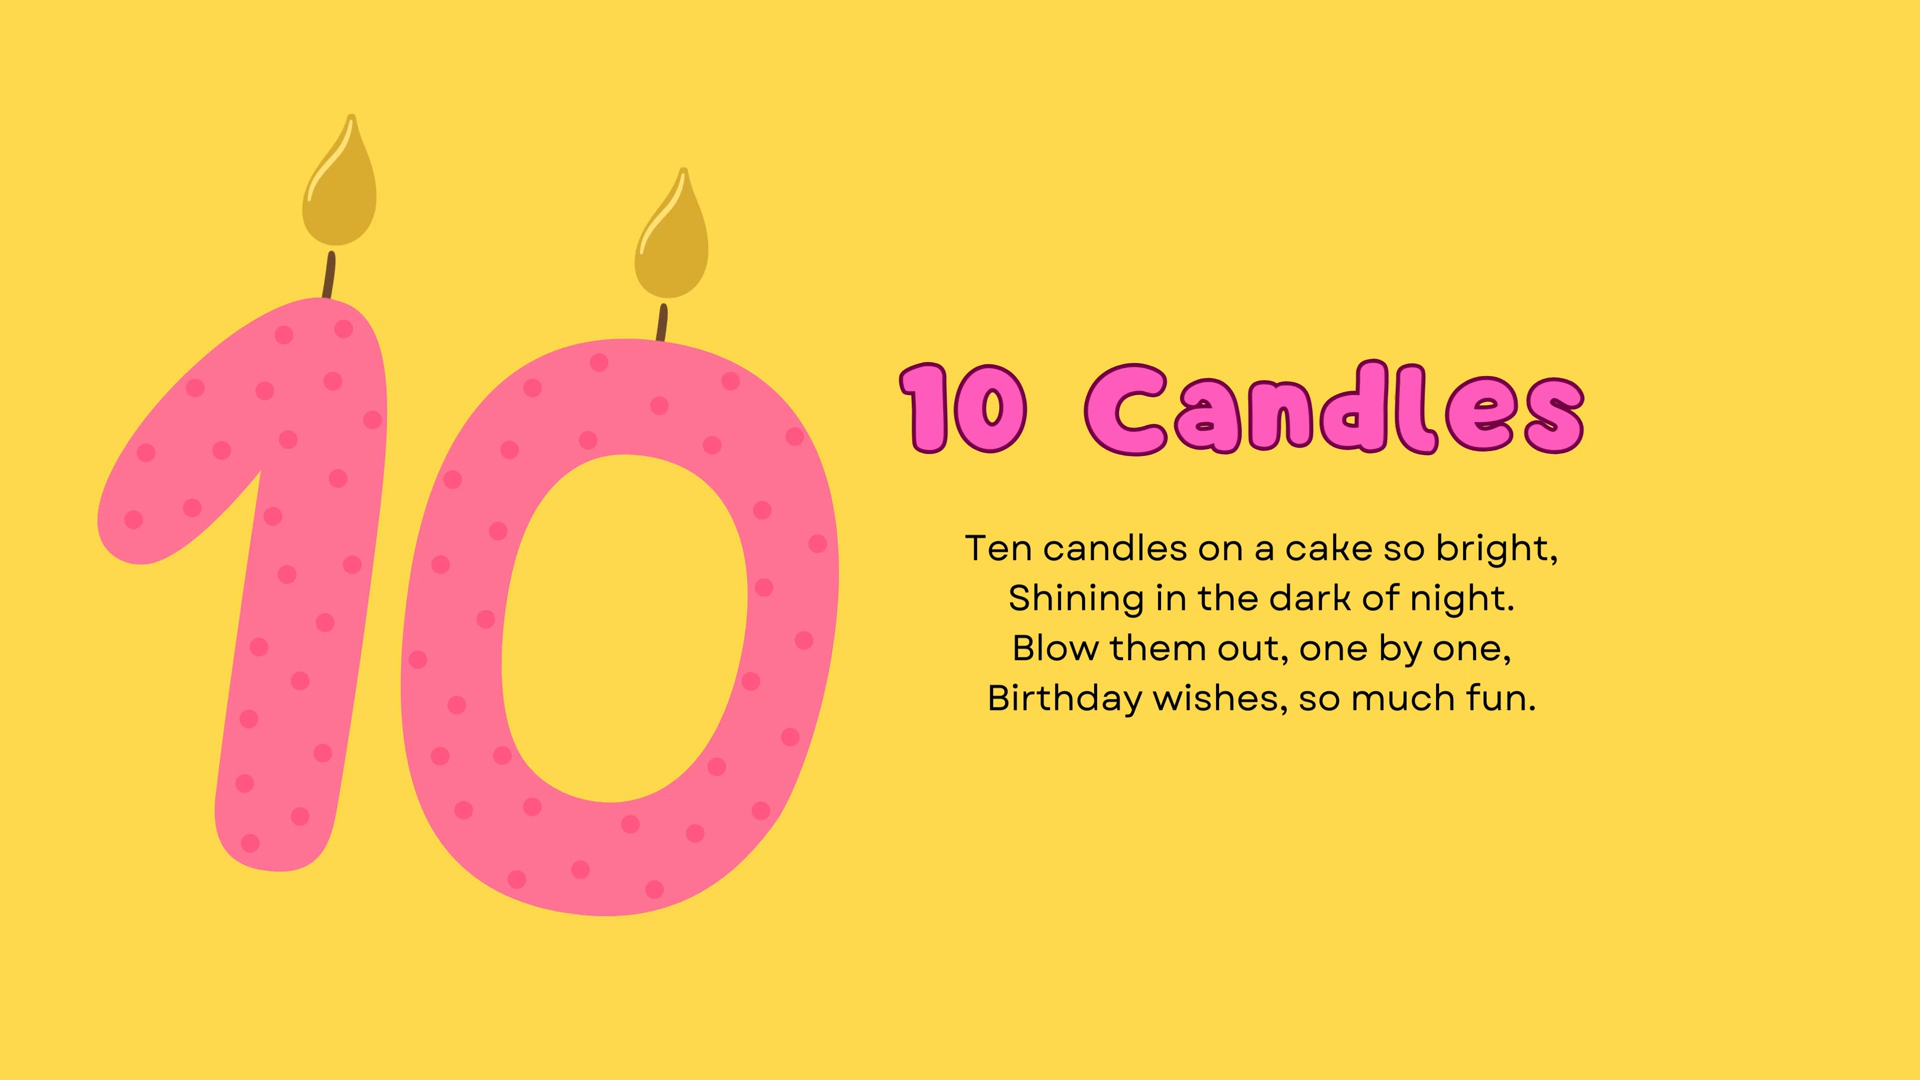 10 Candles
Ten candles on a cake so bright,
Shining in the dark of night.
Blow them out, one by one,
Birthday wishes, so much fun.